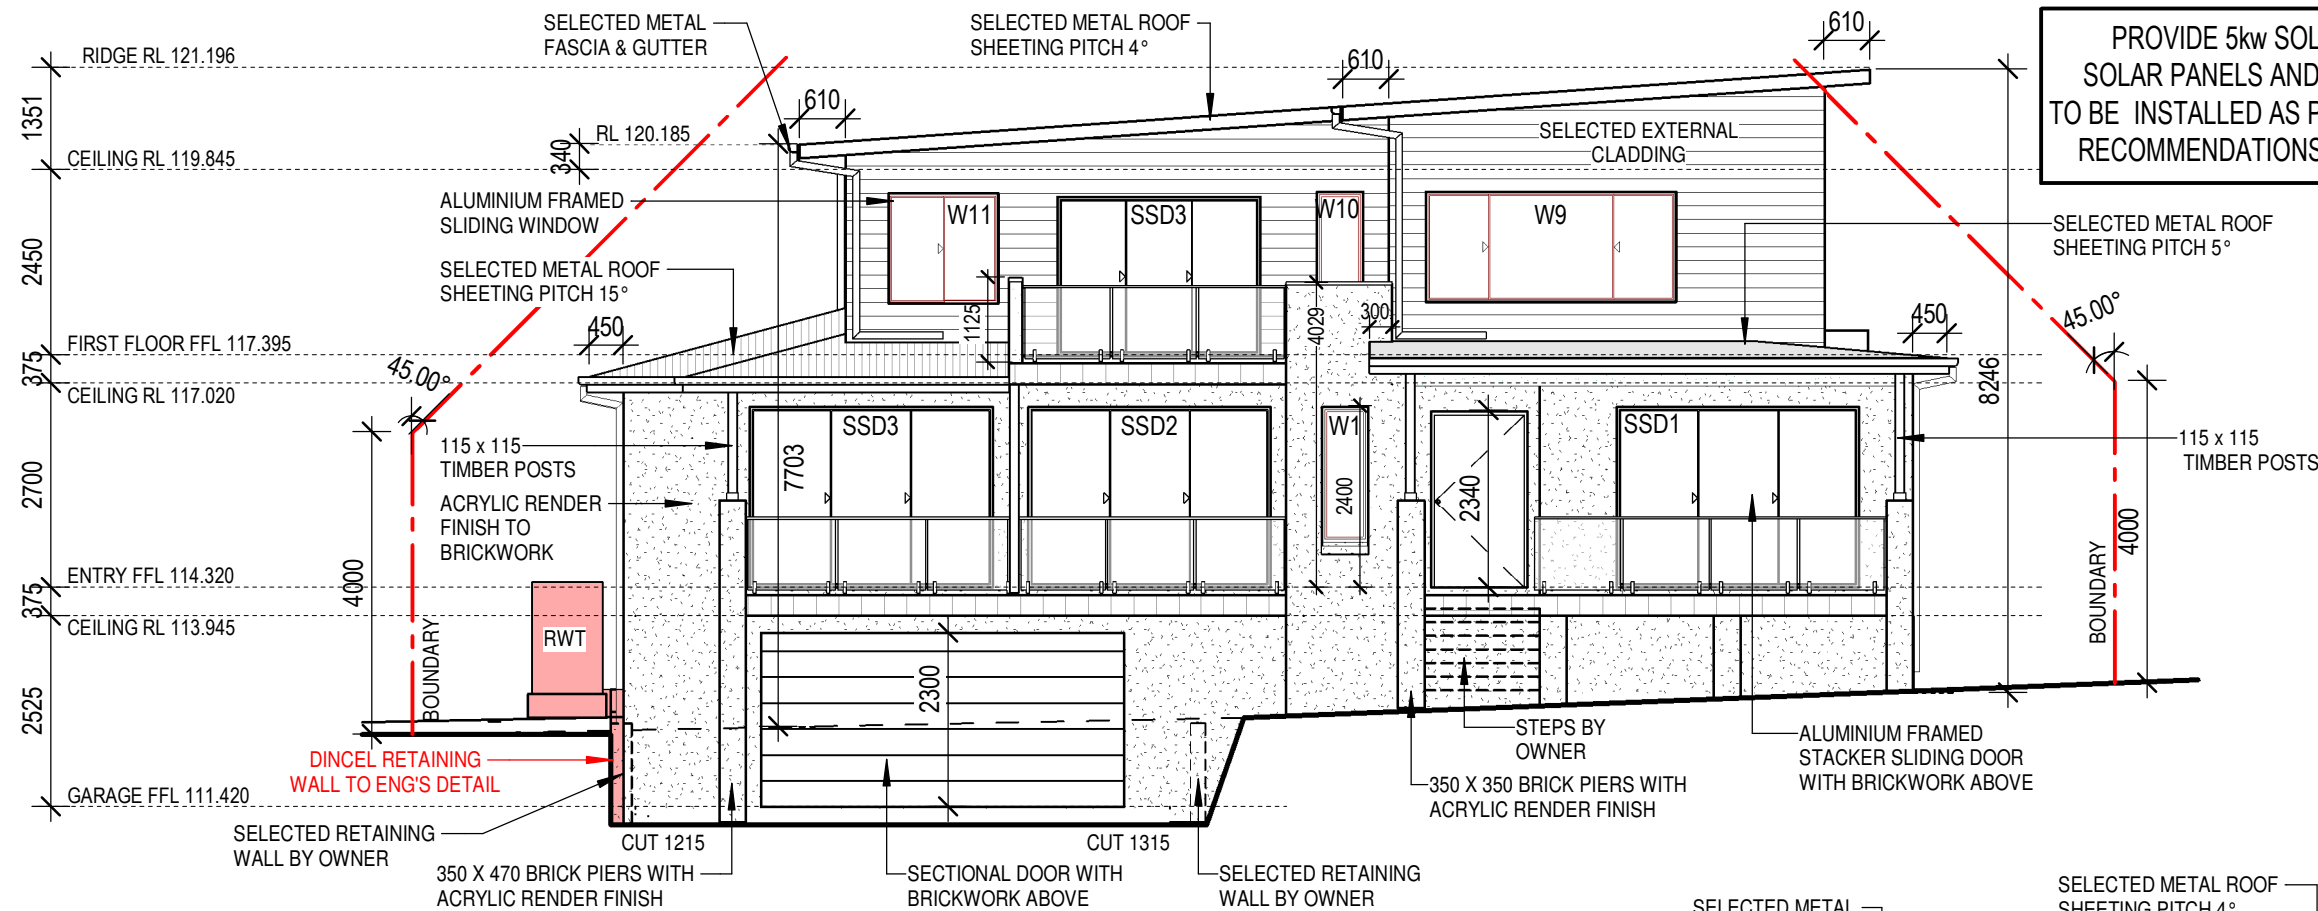 SELECTED METAL
FASCIA & GUTTER
SELECTED METAL ROOF
SHEETING PITCH 4°
610
610
610
PROVIDE 5kw SOL
SOLAR PANELS AND
TO BE INSTALLED AS P
RECOMMENDATIONS
RIDGE RL 121.196
1351
RL 120.185
340
CEILING RL 119.845
SELECTED EXTERNAL
CLADDING
ALUMINIUM FRAMED
SLIDING WINDOW
W11
SSD3
W10
W9
SELECTED METAL ROOF
SHEETING PITCH 5°
2450
SELECTED METAL ROOF
SHEETING PITCH 15°
1125
4029
300
450
450
45.00°
45.00°
FIRST FLOOR FFL 117.395
375
CEILING RL 117.020
8246
115 x 115
TIMBER POSTS
SSD3
SSD2
W1
SSD1
115 x 115
TIMBER POSTS
2700
7703
2400
2340
ACRYLIC RENDER
FINISH TO
BRICKWORK
4000
4000
BOUNDARY
BOUNDARY
ENTRY FFL 114.320
375
CEILING RL 113.945
RWT
2525
2300
STEPS BY
OWNER
ALUMINIUM FRAMED
STACKER SLIDING DOOR
WITH BRICKWORK ABOVE
DINCEL RETAINING
WALL TO ENG'S DETAIL
350 X 350 BRICK PIERS WITH
ACRYLIC RENDER FINISH
GARAGE FFL 111.420
SELECTED RETAINING
WALL BY OWNER
CUT 1215
CUT 1315
350 X 470 BRICK PIERS WITH
ACRYLIC RENDER FINISH
SECTIONAL DOOR WITH
BRICKWORK ABOVE
SELECTED RETAINING
WALL BY OWNER
SELECTED METAL
SELECTED METAL ROOF
SHEETING PITCH 4°